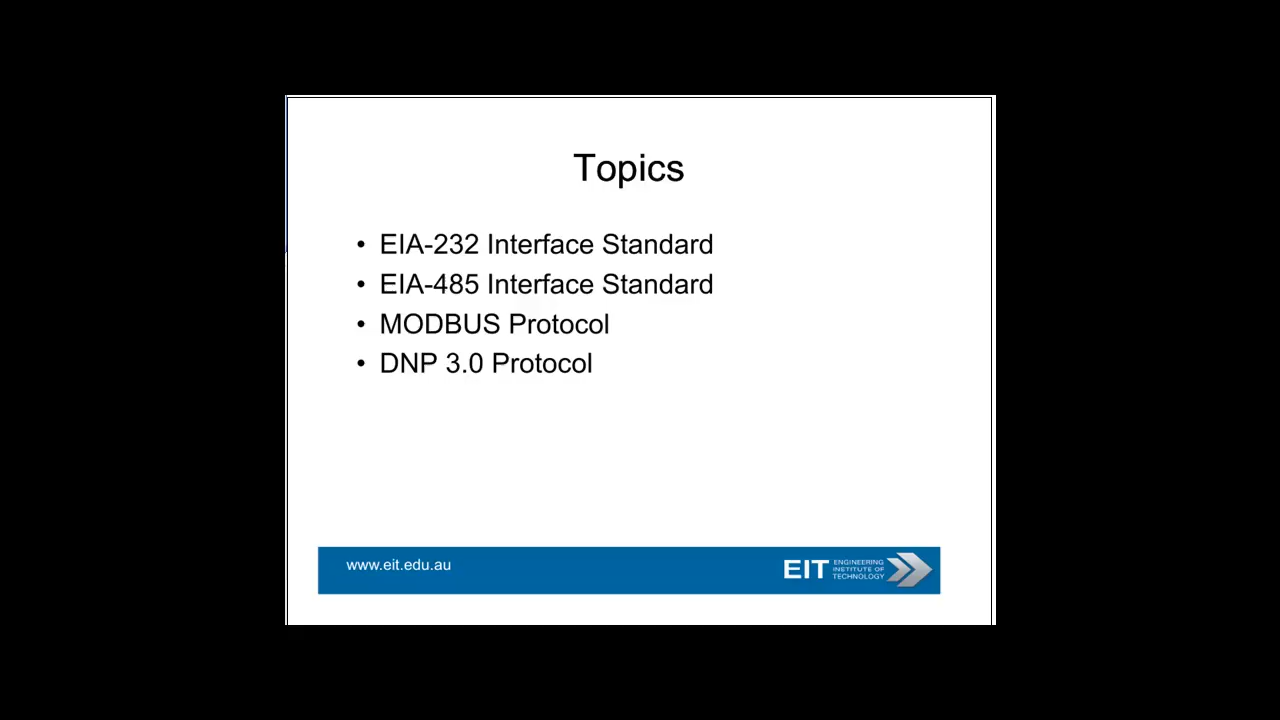 Topics
• EIA-232 Interface Standard
• EIA-485 Interface Standard
• MODBUS Protocol
• DNP 3.0 Protocol
www.eit.edu.au
EIT
ENGINEERING
INSTITUTE OF
TECHNOLOGY